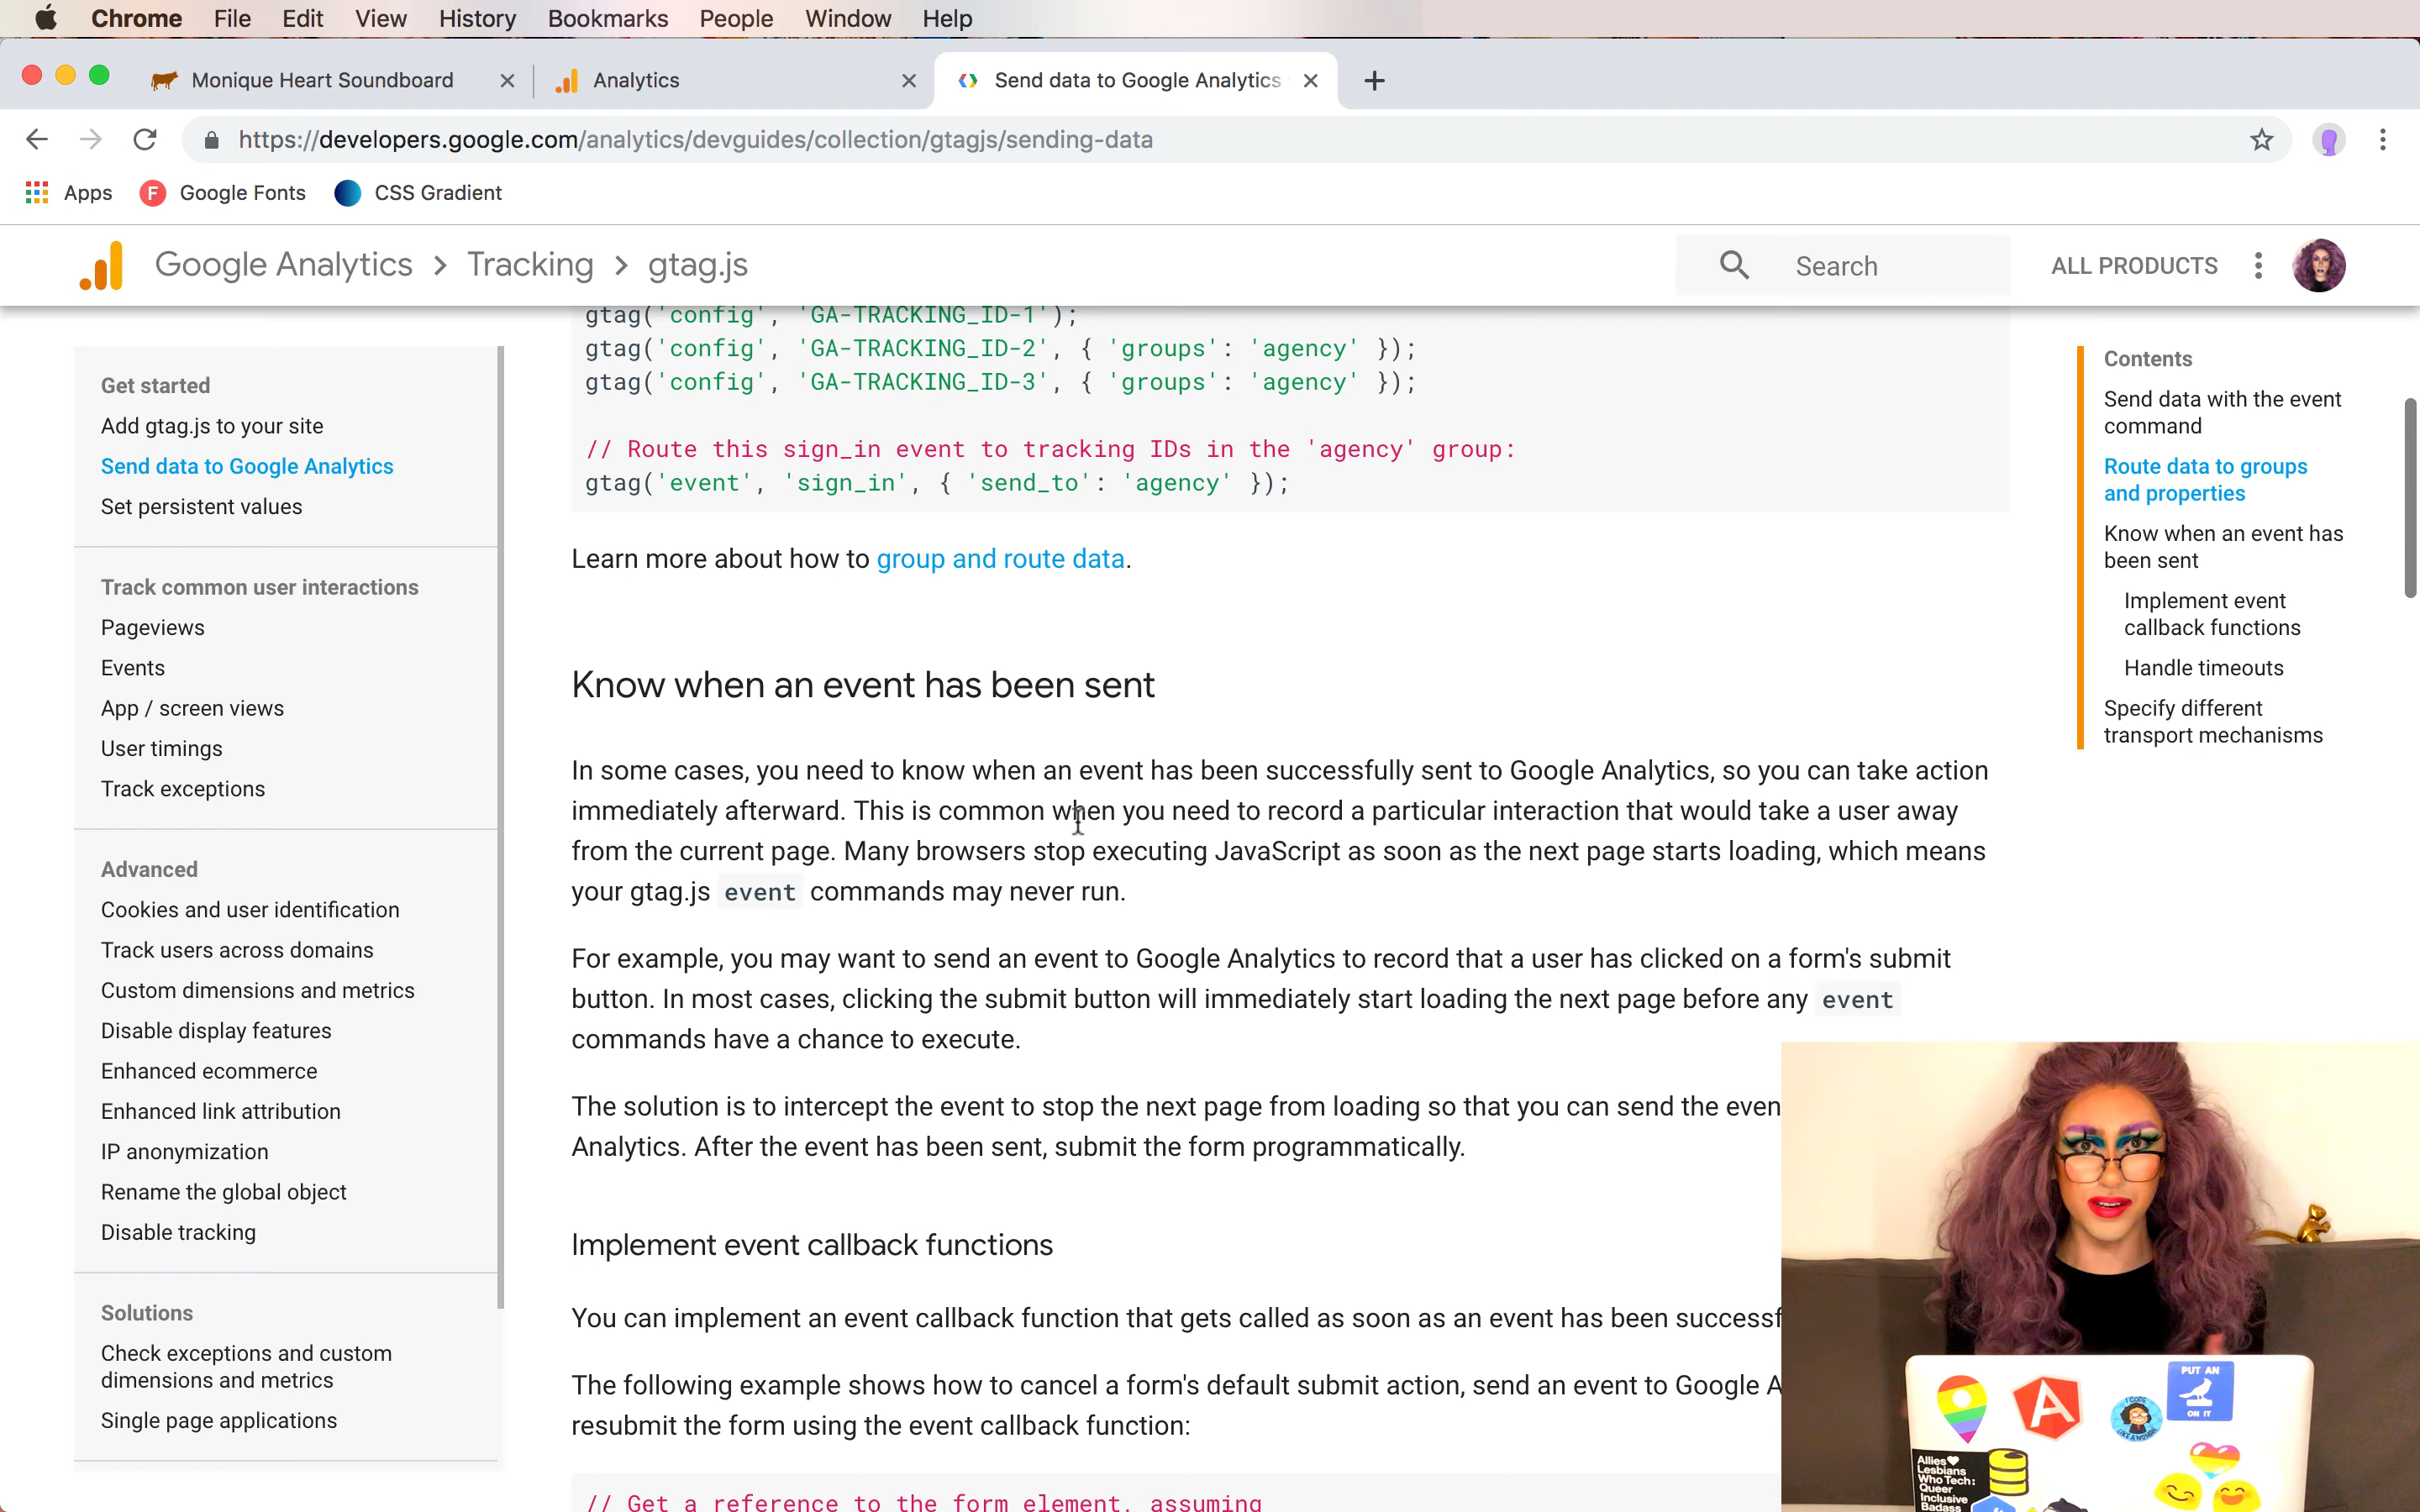 Chrome File Edit View History Bookmarks People Window Help
Monique Heart Soundboard
Analytics
Send data to Google Analytics
https://developers.google.com/analytics/devguides/collection/gtagjs/sending-data
Apps
F Google Fonts
CSS Gradient
Google Analytics > Tracking > gtag.js
Search
ALL PRODUCTS
Get started
Add gtag.js to your site
Send data to Google Analytics
Set persistent values
Track common user interactions
Pageviews
Events
App / screen views
User timings
Track exceptions
Advanced
Cookies and user identification
Track users across domains
Custom dimensions and metrics
Disable display features
Enhanced ecommerce
Enhanced link attribution
IP anonymization
Rename the global object
Disable tracking
Solutions
Check exceptions and custom
dimensions and metrics
Single page applications
gtag('config', 'GA-TRACKING_ID-1');
gtag('config', 'GA-TRACKING_ID-2', { 'groups': 'agency' });
gtag('config', 'GA-TRACKING_ID-3', { 'groups': 'agency' });
// Route this sign_in event to tracking IDs in the 'agency' group:
gtag('event', 'sign_in', { 'send_to': 'agency' });
Learn more about how to group and route data.
Know when an event has been sent
In some cases, you need to know when an event has been successfully sent to Google Analytics, so you can take action
immediately afterward. This is common when you need to record a particular interaction that would take a user away
from the current page. Many browsers stop executing JavaScript as soon as the next page starts loading, which means
your gtag.js event commands may never run.
For example, you may want to send an event to Google Analytics to record that a user has clicked on a form's submit
button. In most cases, clicking the submit button will immediately start loading the next page before any event
commands have a chance to execute.
The solution is to intercept the event to stop the next page from loading so that you can send the even
Analytics. After the event has been sent, submit the form programmatically.
Implement event callback functions
You can implement an event callback function that gets called as soon as an event has been successf
The following example shows how to cancel a form's default submit action, send an event to Google A
resubmit the form using the event callback function:
// Get a reference to the form element, assuming
Contents
Send data with the event
command
Route data to groups
and properties
Know when an event has
been sent
Implement event
callback functions
Handle timeouts
Specify different
transport mechanisms
PUT AN
ON IT
A
I CODE
LIKE A WOMAN
Allies
Lesbians
Who Tech:
Queer
Inclusive
Badass